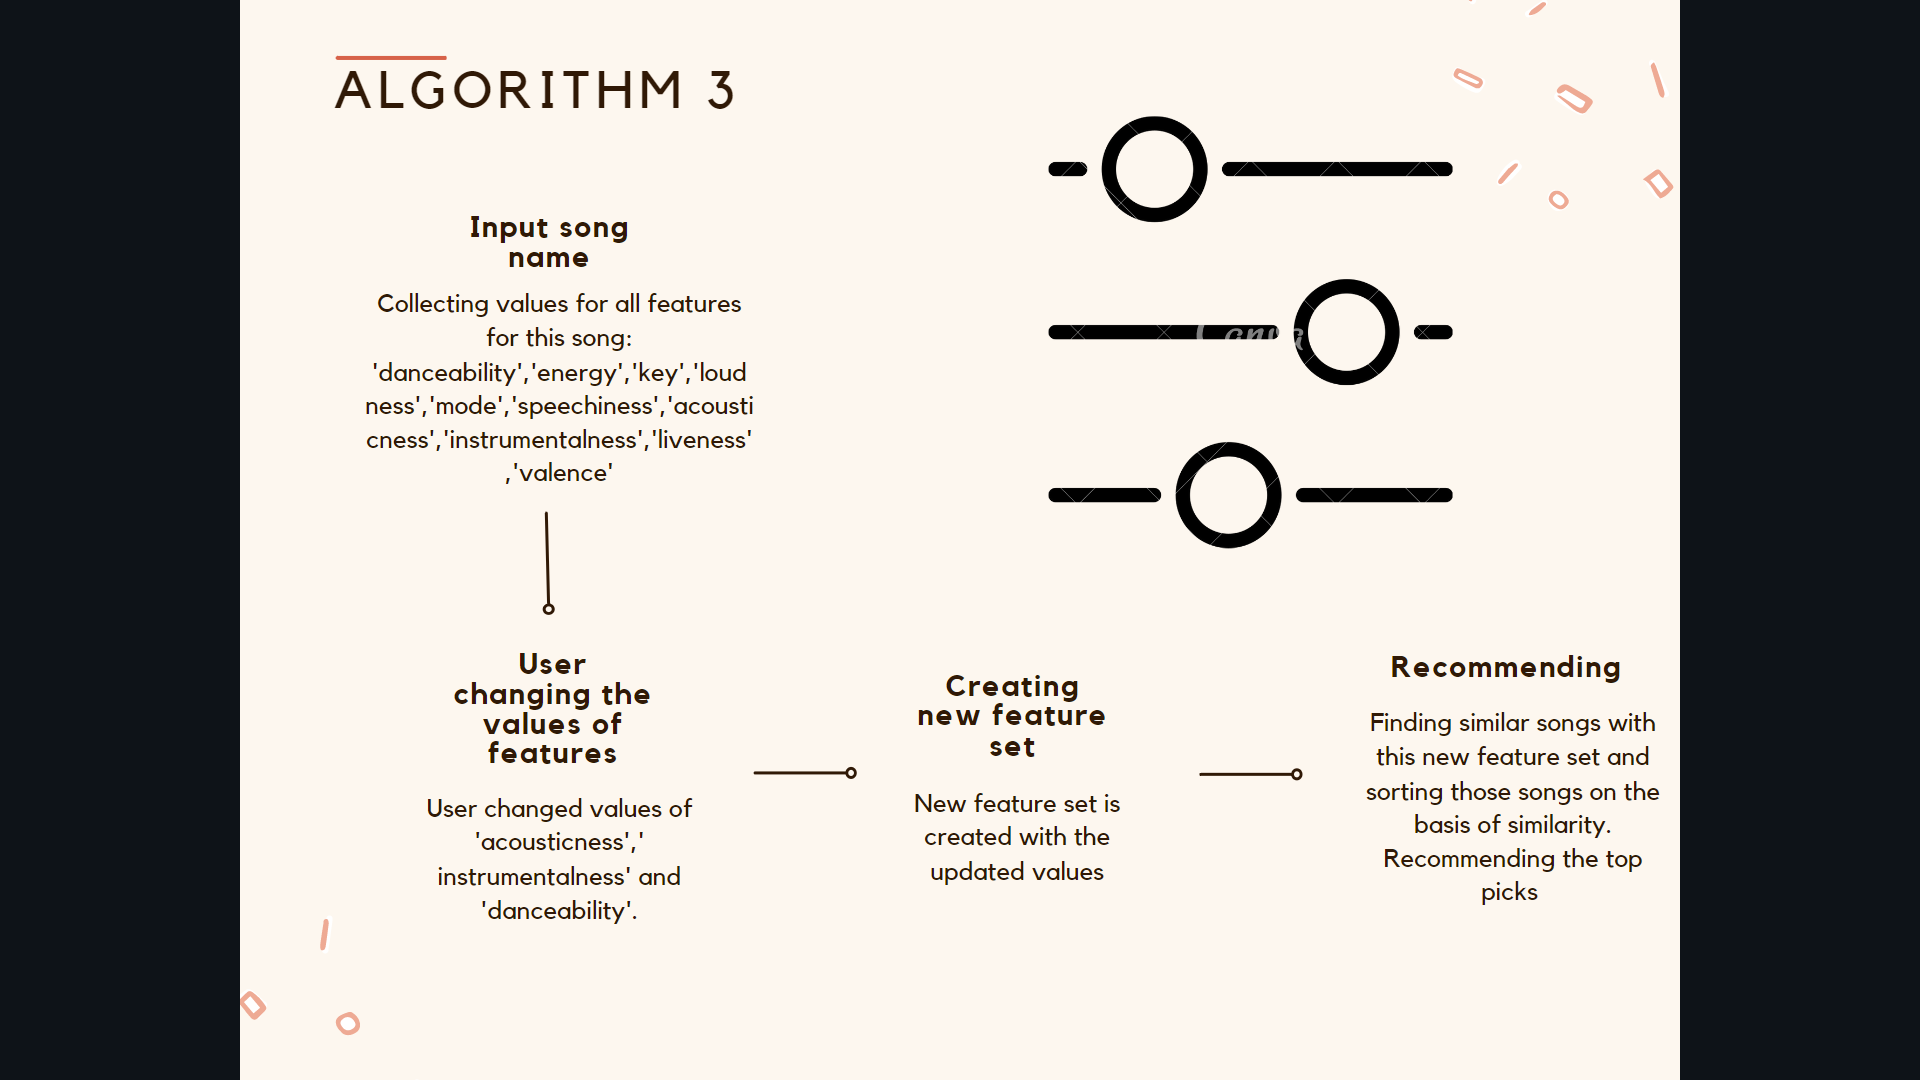 ALGORITHM 3
Input song
name
Collecting values for all features
for this song:
'danceability','energy','key','loud
ness','mode','speechiness','acousti
cness','instrumentalness','liveness'
,'valence'
User
changing the
values of
features
User changed values of
'acousticness','
instrumentalness' and
'danceability'.
Creating
new feature
set
New feature set is
created with the
updated values
Recommending
Finding similar songs with
this new feature set and
sorting those songs on the
basis of similarity.
Recommending the top
picks